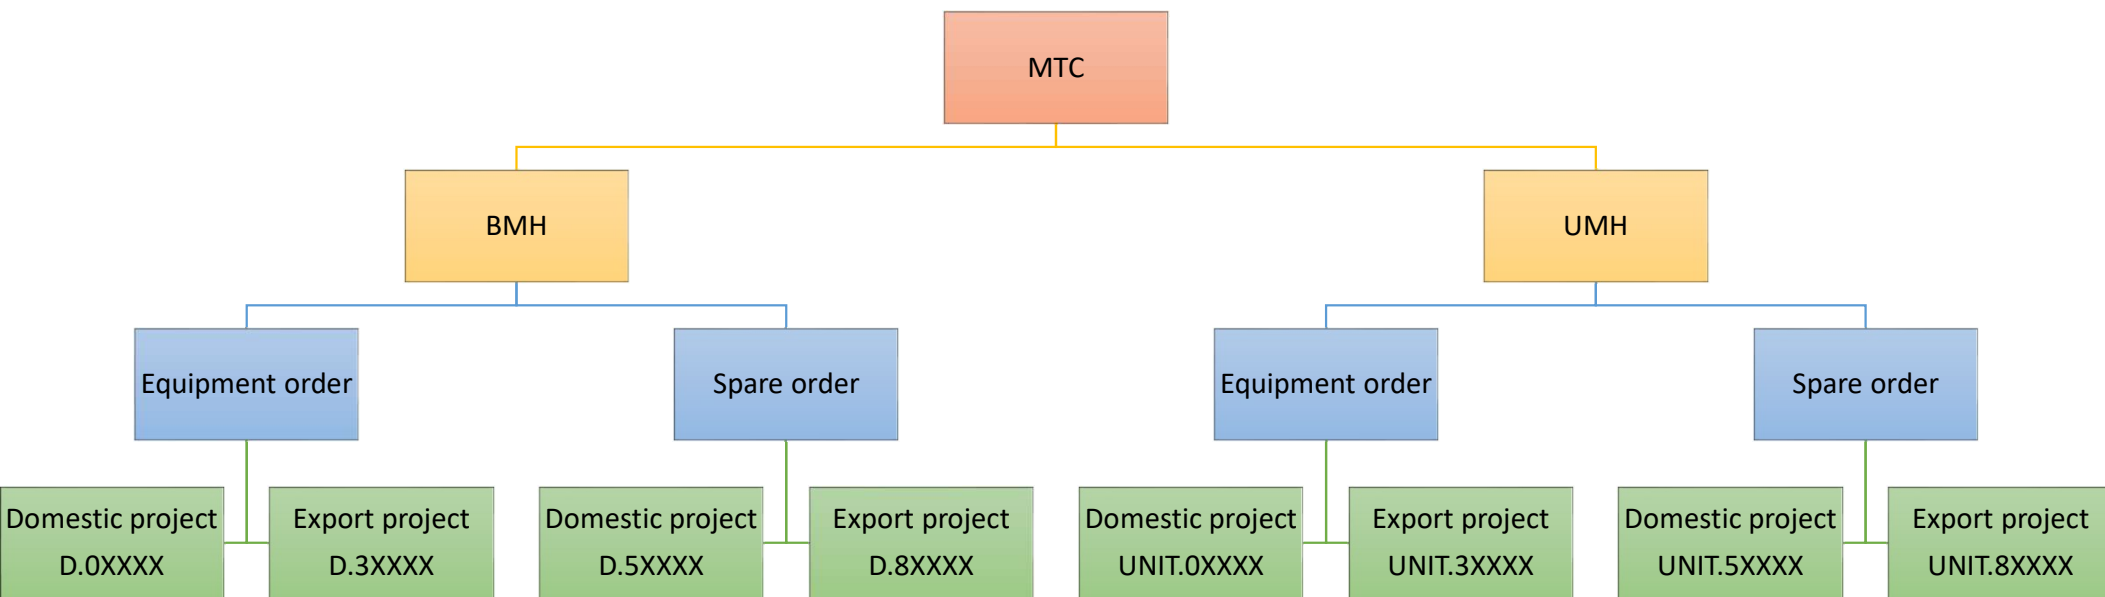 MTC
BMH
UMH
Equipment order
Spare order
Equipment order
Spare order
Domestic project
D.0XXXX
Export project
D.3XXXX
Domestic project
D.5XXXX
Export project
D.8XXXX
Domestic project
UNIT.0XXXX
Export project
UNIT.3XXXX
Domestic project
UNIT.5XXXX
Export project
UNIT.8XXXX